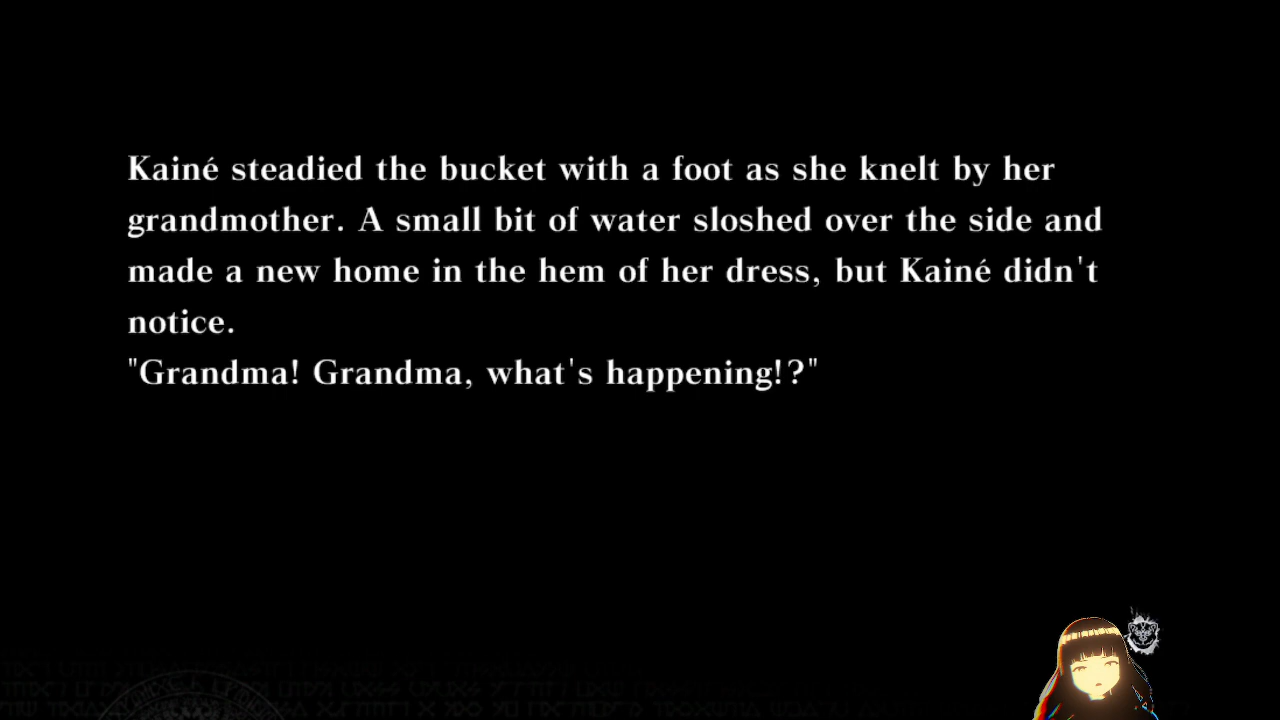 Kainé steadied the bucket with a foot as she knelt by her
grandmother. A small bit of water sloshed over the side and
made a new home in the hem of her dress, but Kainé didn't
notice.
"Grandma! Grandma, what's happening!?"